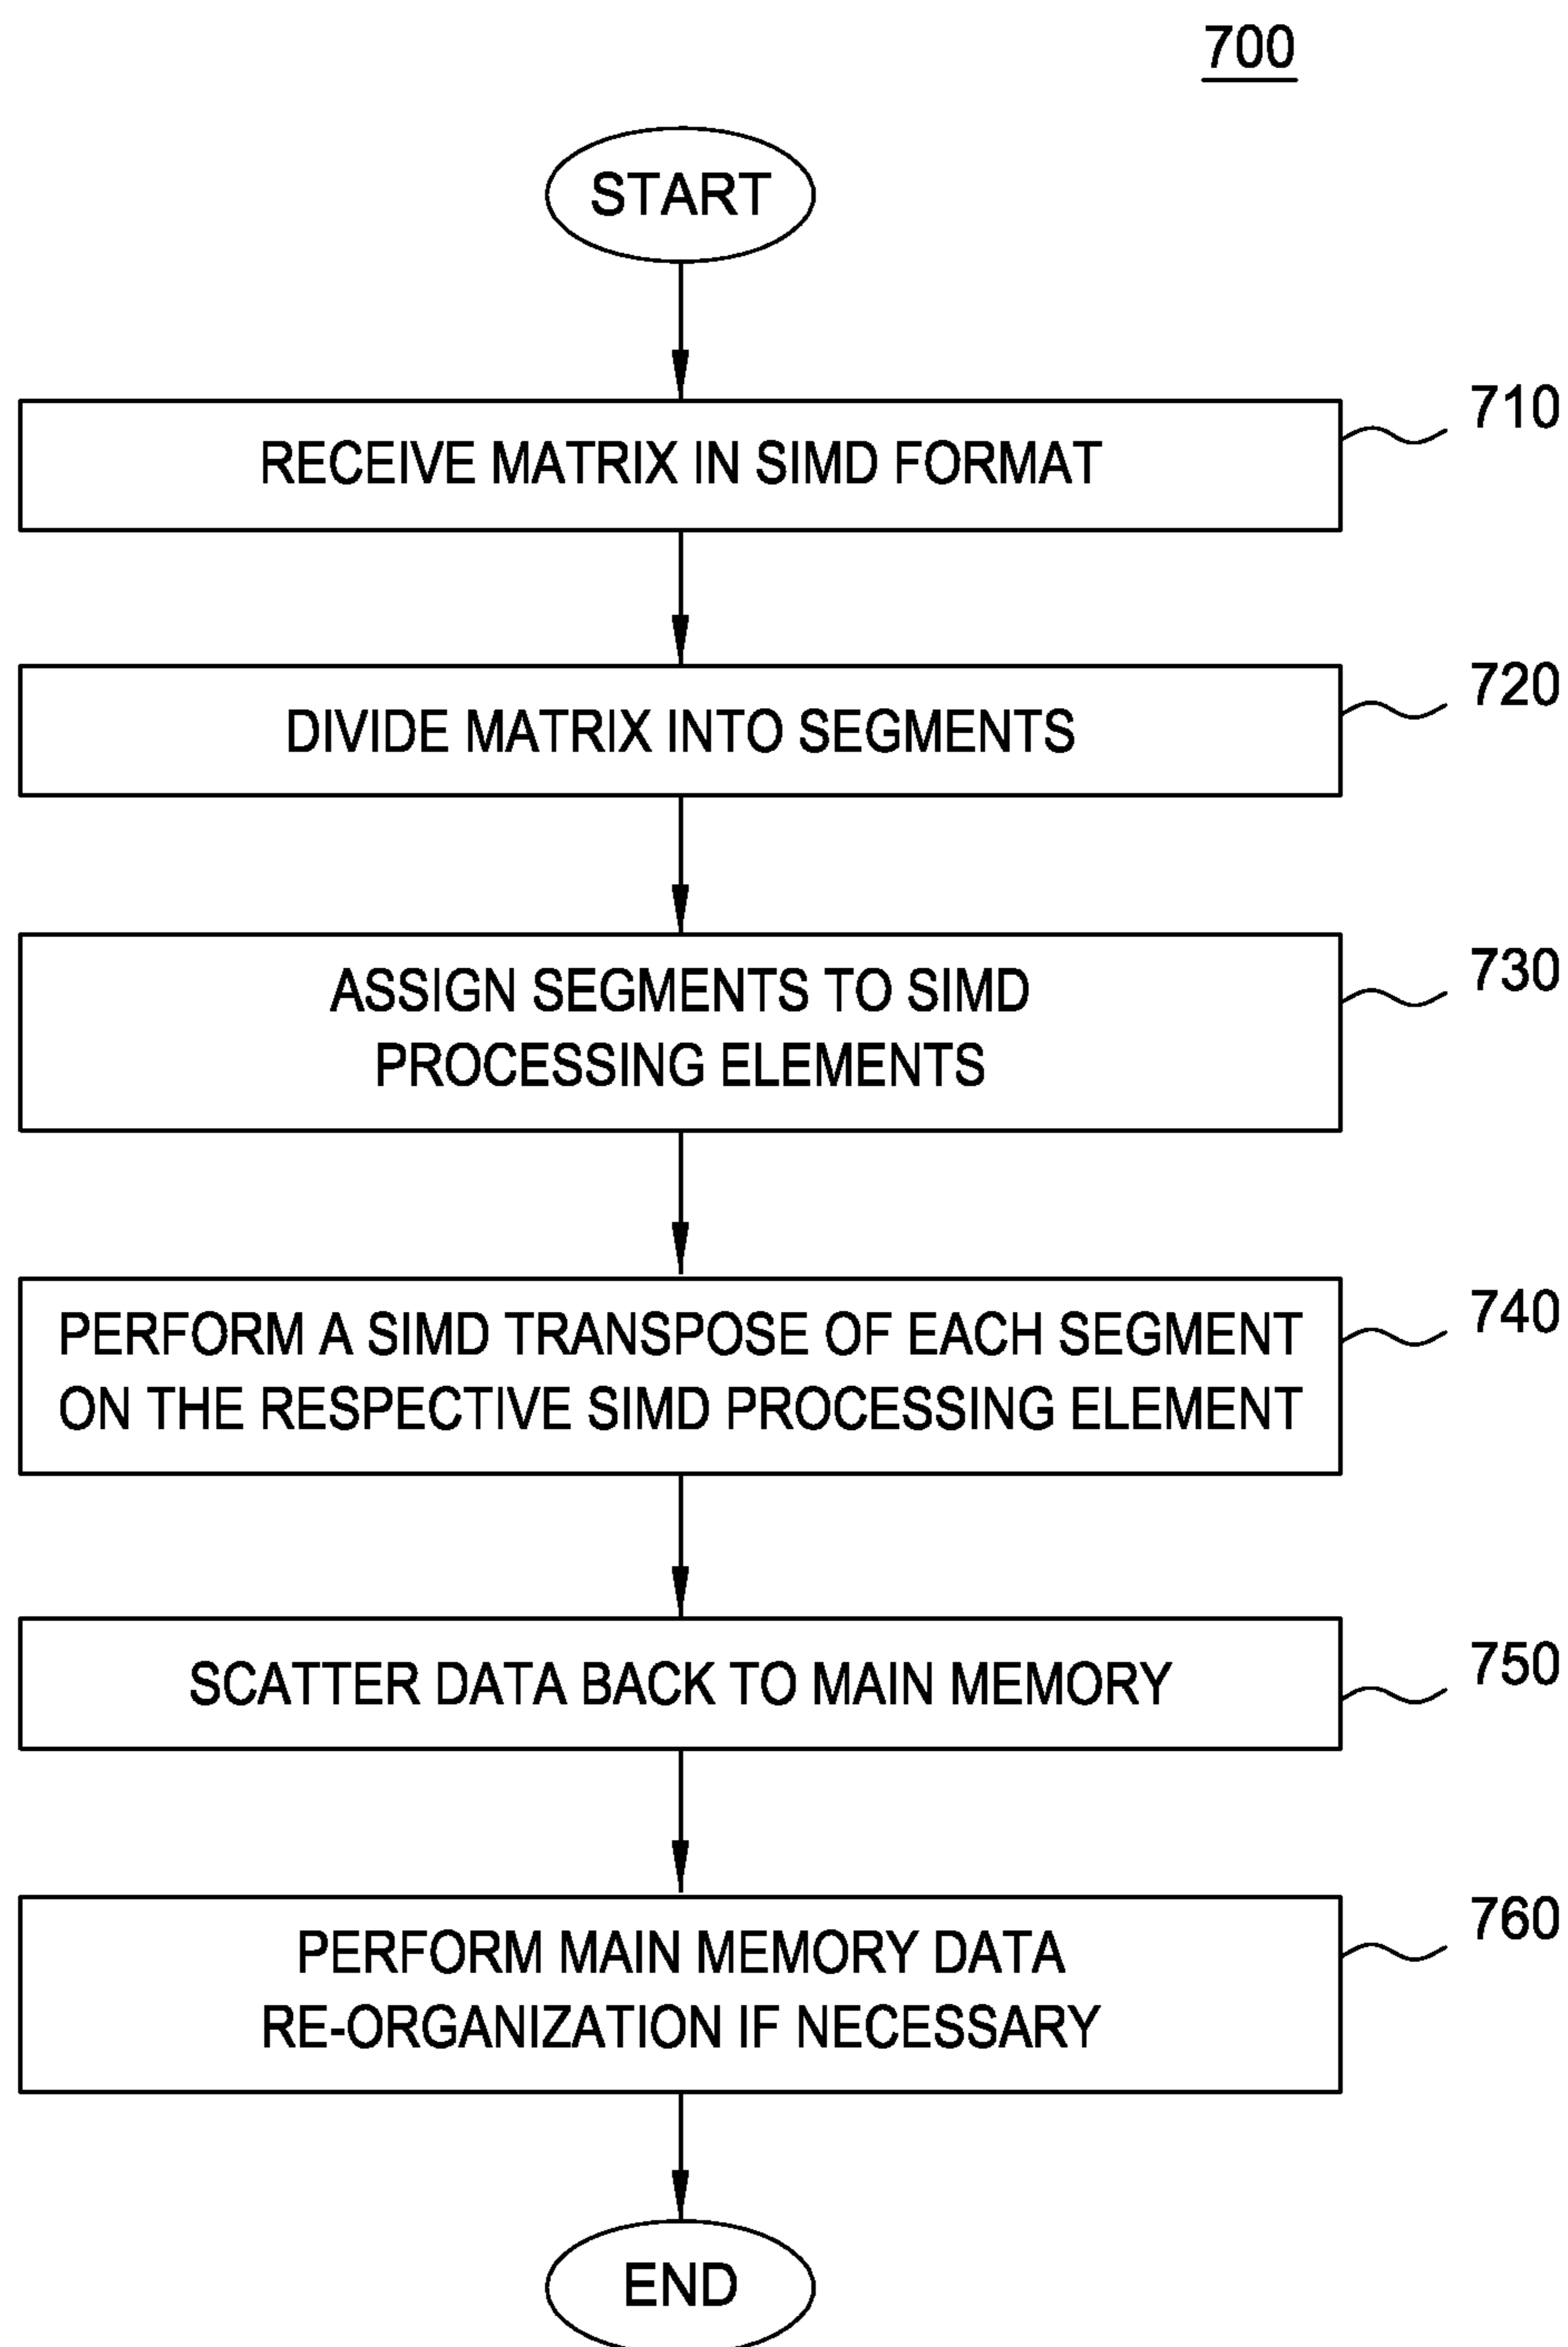 700
START
RECEIVE MATRIX IN SIMD FORMAT
710
DIVIDE MATRIX INTO SEGMENTS
720
ASSIGN SEGMENTS TO SIMD
PROCESSING ELEMENTS
730
PERFORM A SIMD TRANSPOSE OF EACH SEGMENT
ON THE RESPECTIVE SIMD PROCESSING ELEMENT
740
SCATTER DATA BACK TO MAIN MEMORY
750
PERFORM MAIN MEMORY DATA
RE-ORGANIZATION IF NECESSARY
760
END